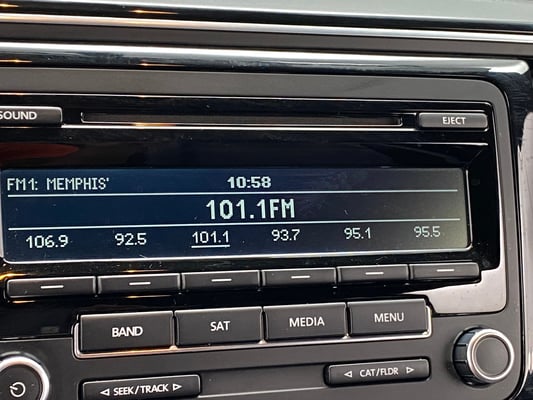 SOUND
EJECT
FM1: MEMPHIS' 10:58
101.1FM
106.9 92.5 101.1 93.7 95.1 95.5
BAND SAT MEDIA MENU
◁ SEEK/TRACK ▷ ◁ CAT/FLDR ▷